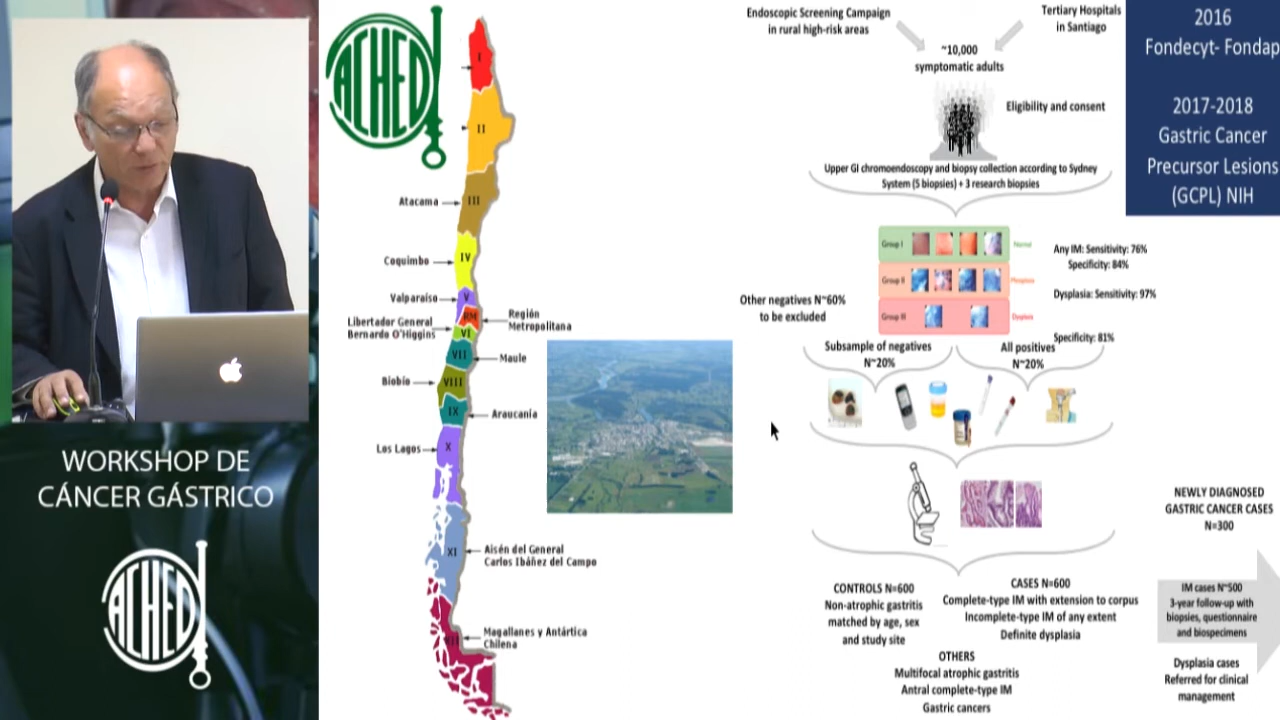 WORKSHOP DE
CÁNCER GÁSTRICO
ACHED
ACHED
I
II
Atacama
III
Coquimbo
IV
Valparaíso
V
RM
Región
Metropolitana
Libertador General
Bernardo O'Higgins
VI
VII
Maule
Biobío
VIII
IX
Araucanía
Los Lagos
X
XI
Aisén del General
Carlos Ibáñez del Campo
Magallanes y Antártica
Chilena
Endoscopic Screening Campaign
in rural high-risk areas
Tertiary Hospitals
in Santiago
~10,000
symptomatic adults
Eligibility and consent
Upper GI chromoendoscopy and biopsy collection according to Sydney
System (5 biopsies) + 3 research biopsies
Group I
Normal
Group II
Metaplasia
Group III
Dysplasia
Any IM: Sensitivity: 76%
Specificity: 84%
Dysplasia: Sensitivity: 97%
Specificity: 81%
Other negatives N~60%
to be excluded
Subsample of negatives
N~20%
All positives
N~20%
CONTROLS N=600
Non-atrophic gastritis
matched by age, sex
and study site
CASES N=600
Complete-type IM with extension to corpus
Incomplete-type IM of any extent
Definite dysplasia
OTHERS
Multifocal atrophic gastritis
Antral complete-type IM
Gastric cancers
2016
Fondecyt- Fondap
2017-2018
Gastric Cancer
Precursor Lesions
(GCPL) NIH
NEWLY DIAGNOSED
GASTRIC CANCER CASES
N=300
IM cases N~500
3-year follow-up with
biopsies, questionnaire
and biospecimens
Dysplasia cases
Referred for clinical
management